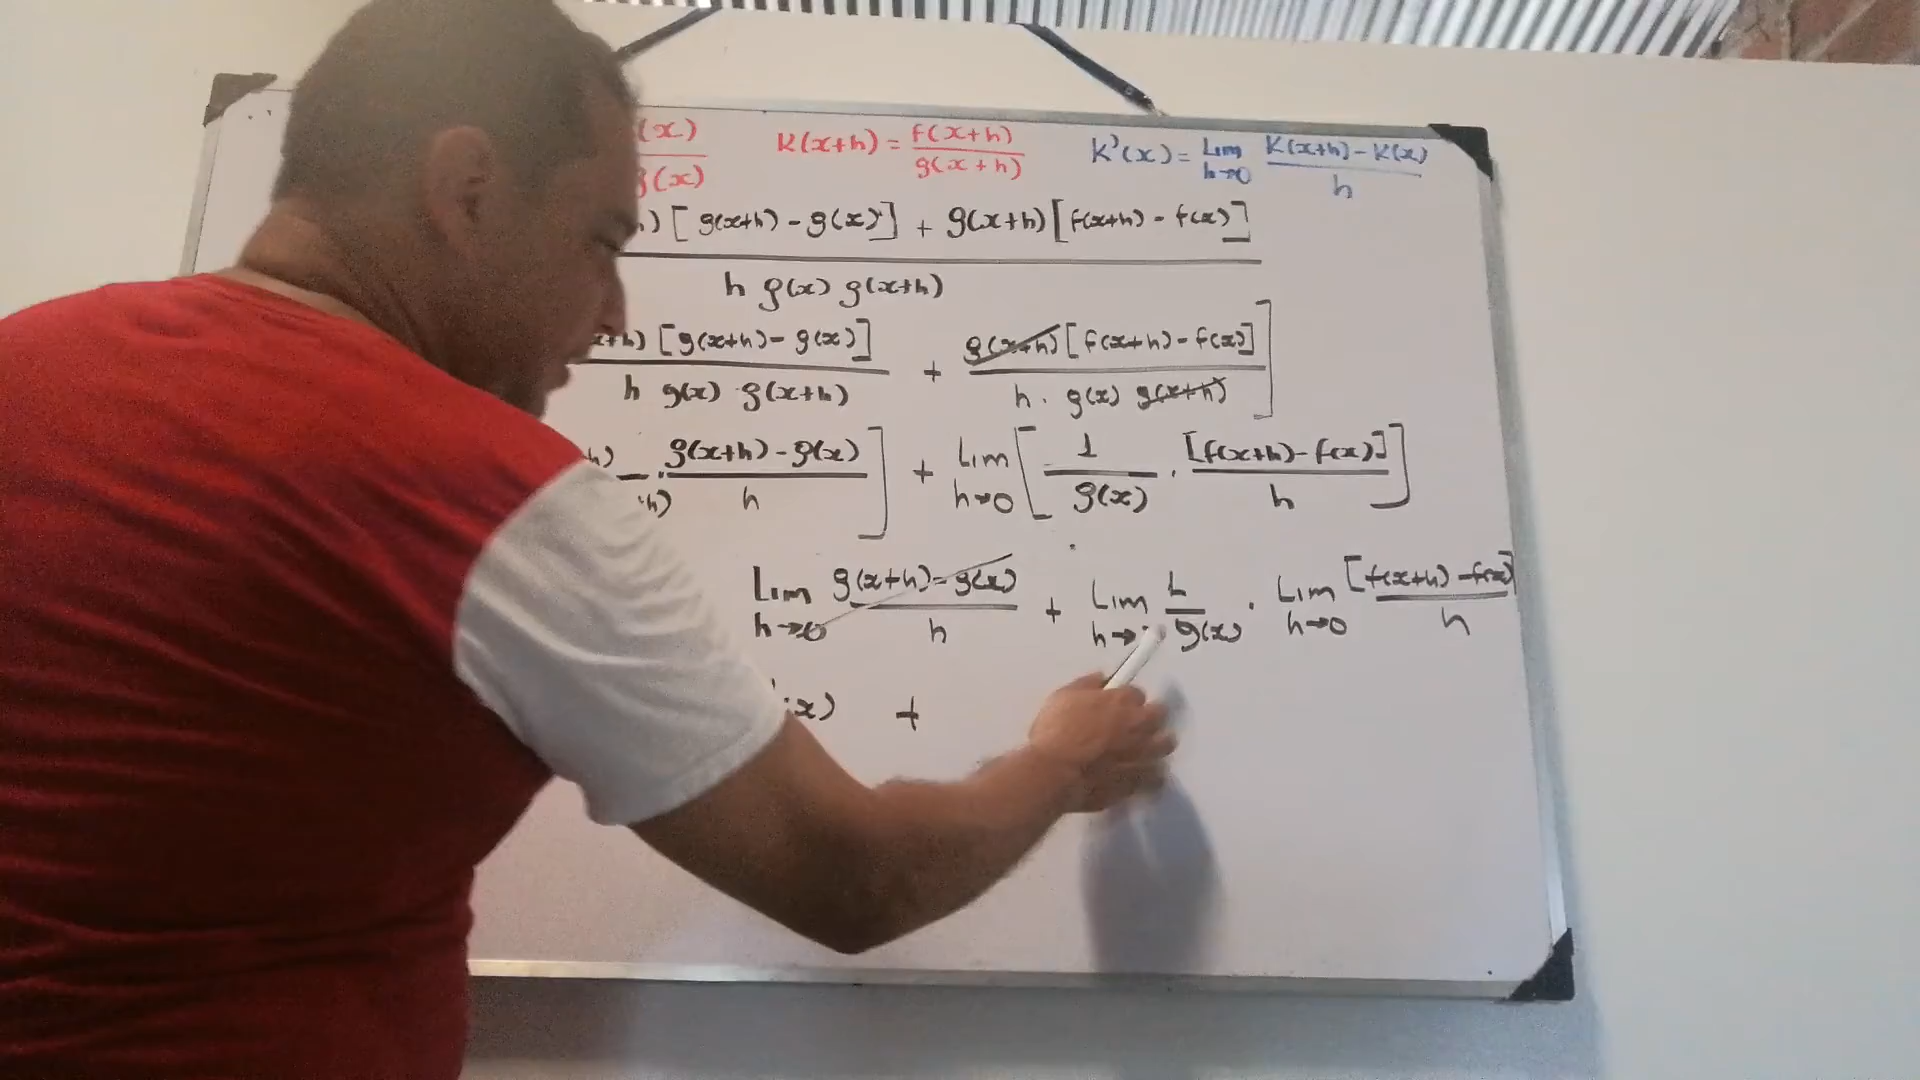 (x) K(x+h) = f(x+h) K'(x) = Lim K(x+h) - K(x)
g(x) g(x+h) h→0 h
) [g(x+h) - g(x)] + g(x+h) [f(x+h) - f(x)]
h g(x) g(x+h)
x+h) [g(x+h) - g(x)] + g(x+h) [f(x+h) - f(x)] ]
h g(x) · g(x+h) h · g(x) g(x+h)
h) · g(x+h) - g(x) ] + Lim [ 1 · [f(x+h) - f(x)] ]
h) h h→0 g(x) h
Lim g(x+h) - g(x) + Lim 1 · Lim [f(x+h) - f(x)]
h→0 h h→ g(x) h→0 h
(x) +